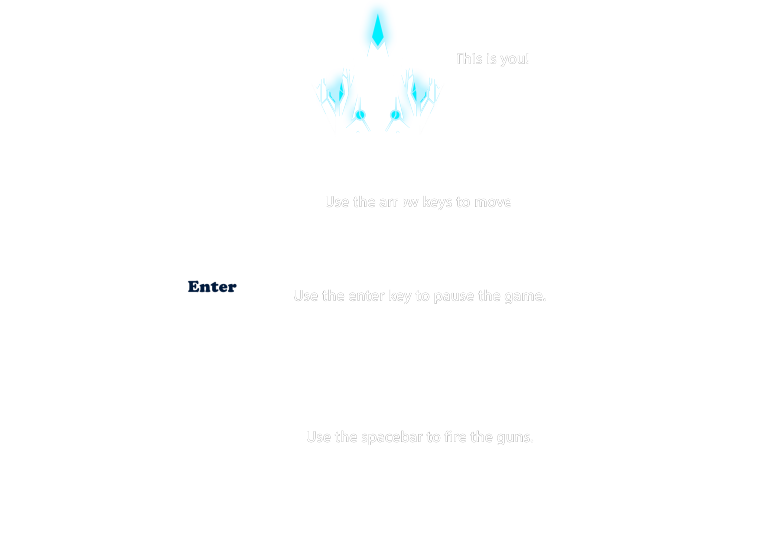 This is you!
Use the arrow keys to move
Enter
Use the enter key to pause the game.
Use the spacebar to fire the guns.